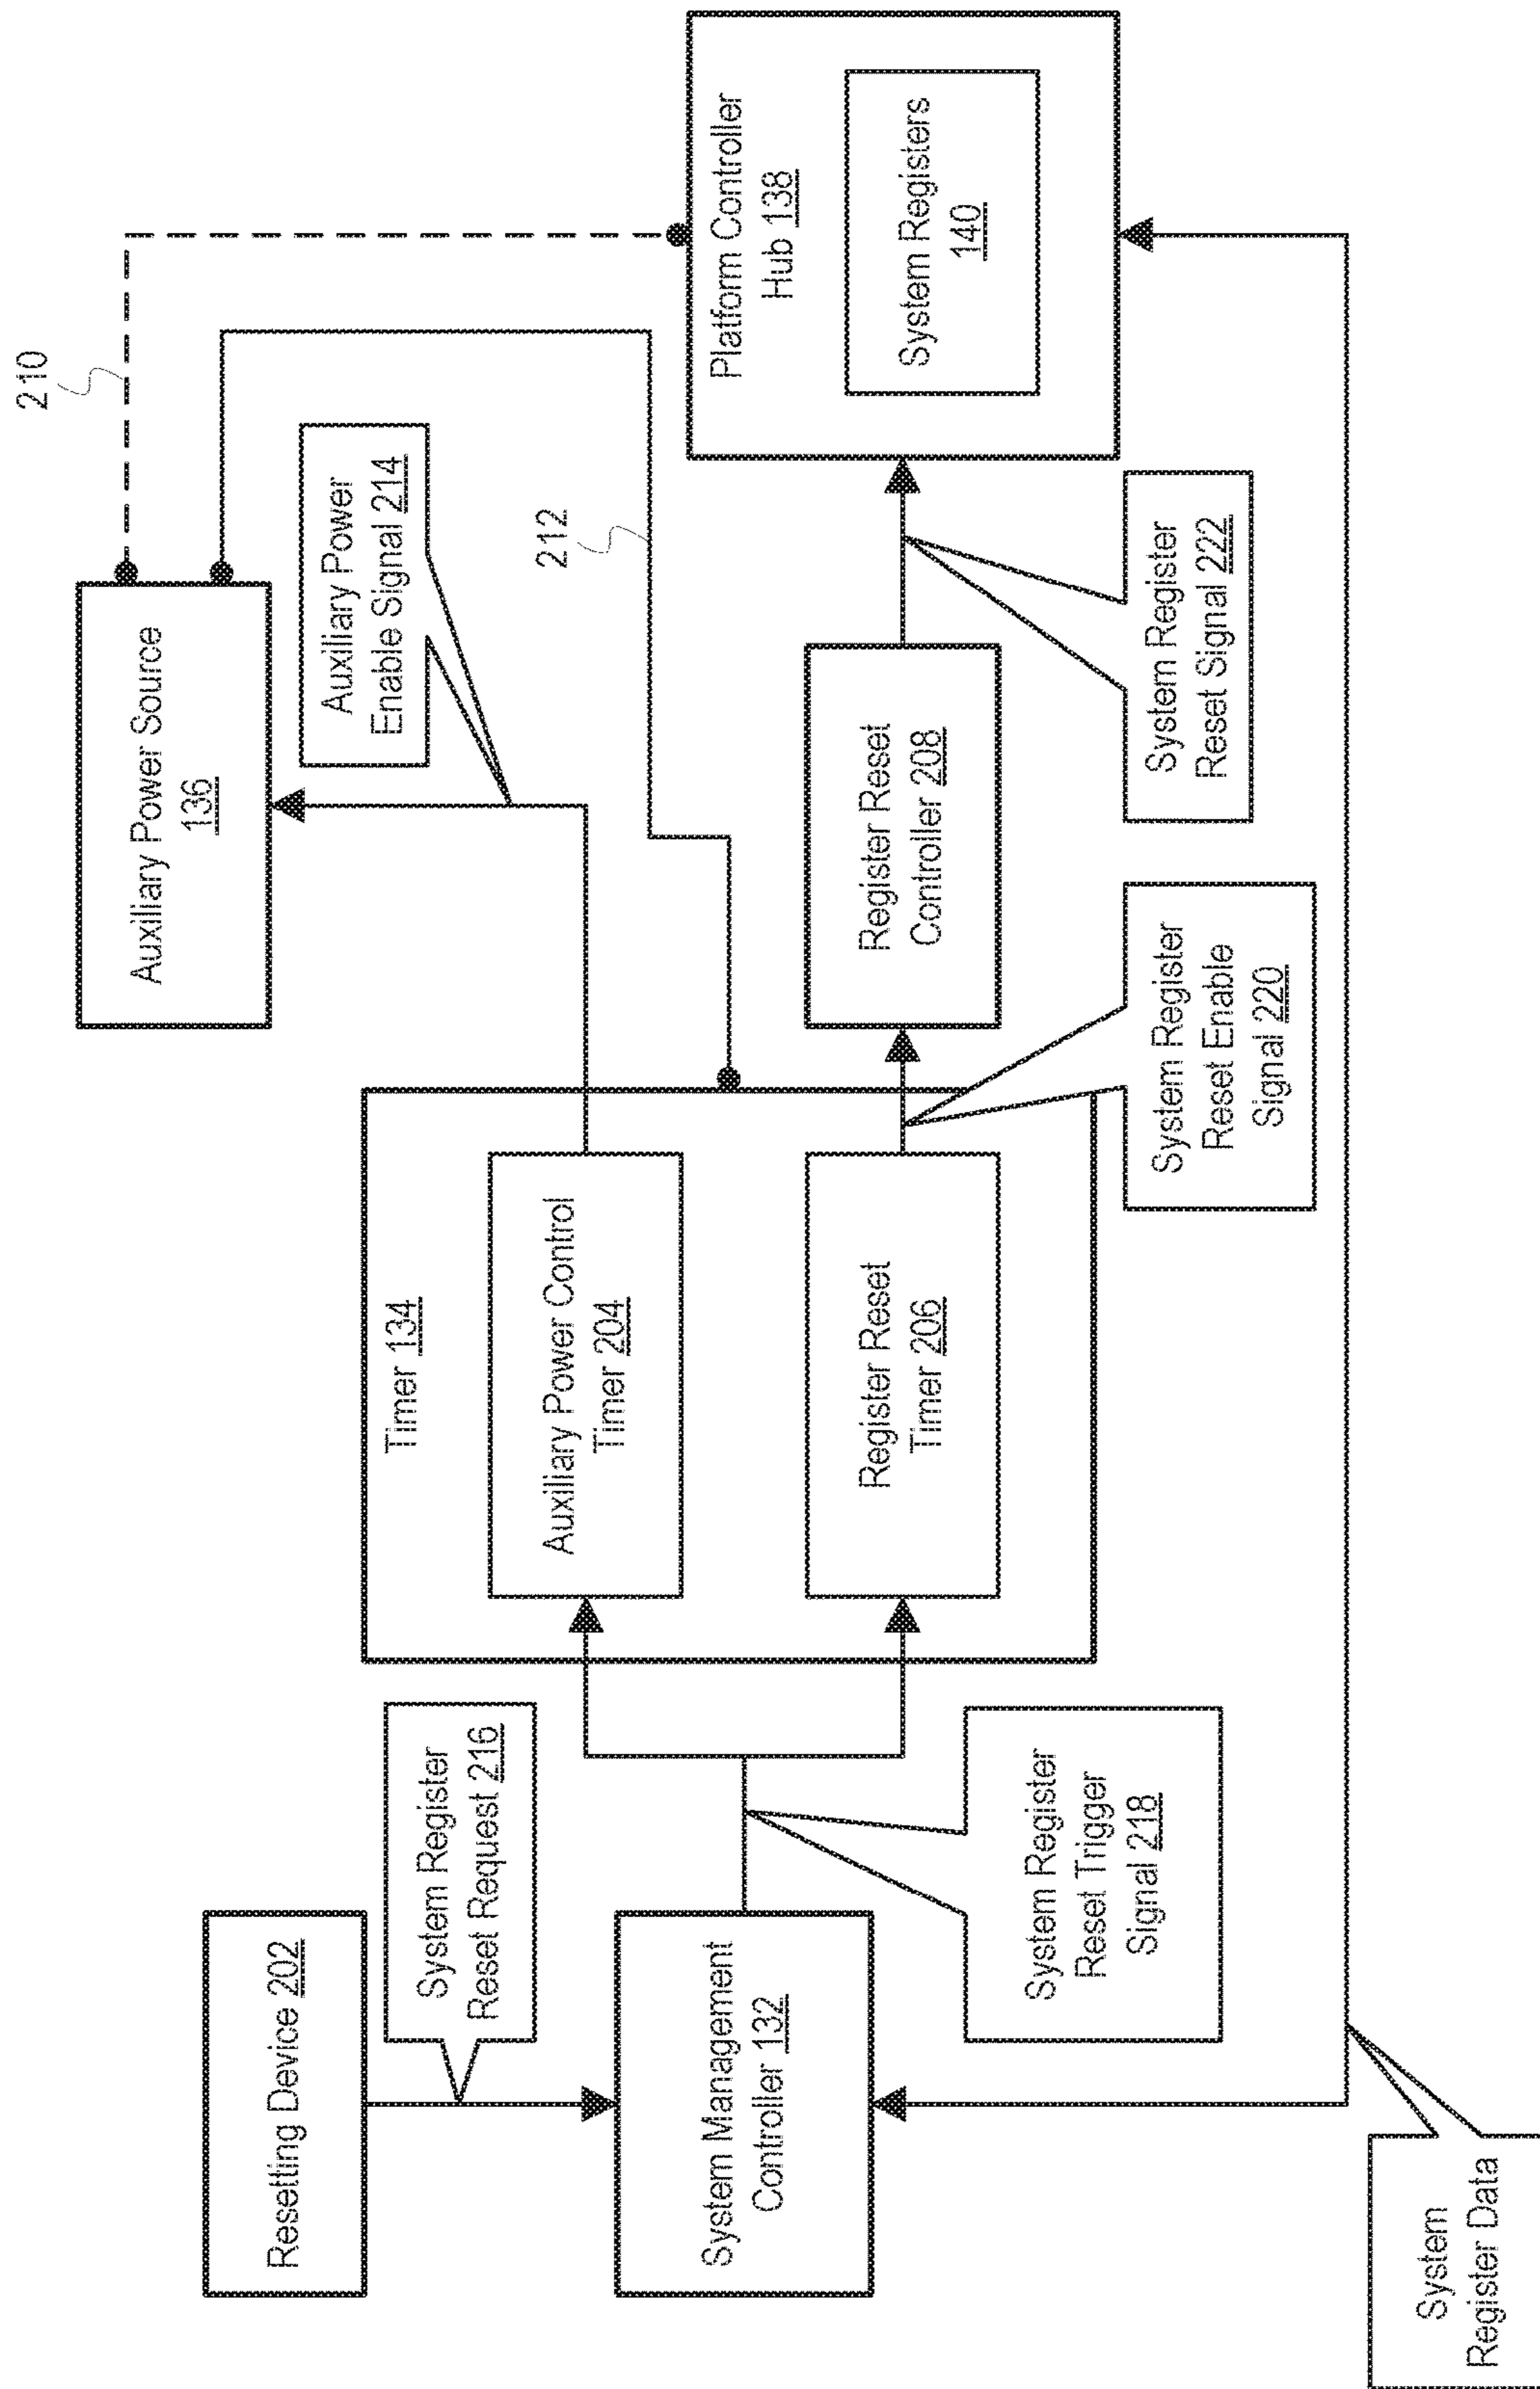 Resetting Device 202
System Register
Reset Request 216
System Management
Controller 132
System Register
Reset Trigger
Signal 218
System
Register Data
Timer 134
Auxiliary Power Control
Timer 204
Register Reset
Timer 206
System Register
Reset Enable
Signal 220
Auxiliary Power Source
136
Auxiliary Power
Enable Signal 214
210
212
Register Reset
Controller 208
System Register
Reset Signal 222
Platform Controller
Hub 138
System Registers
140